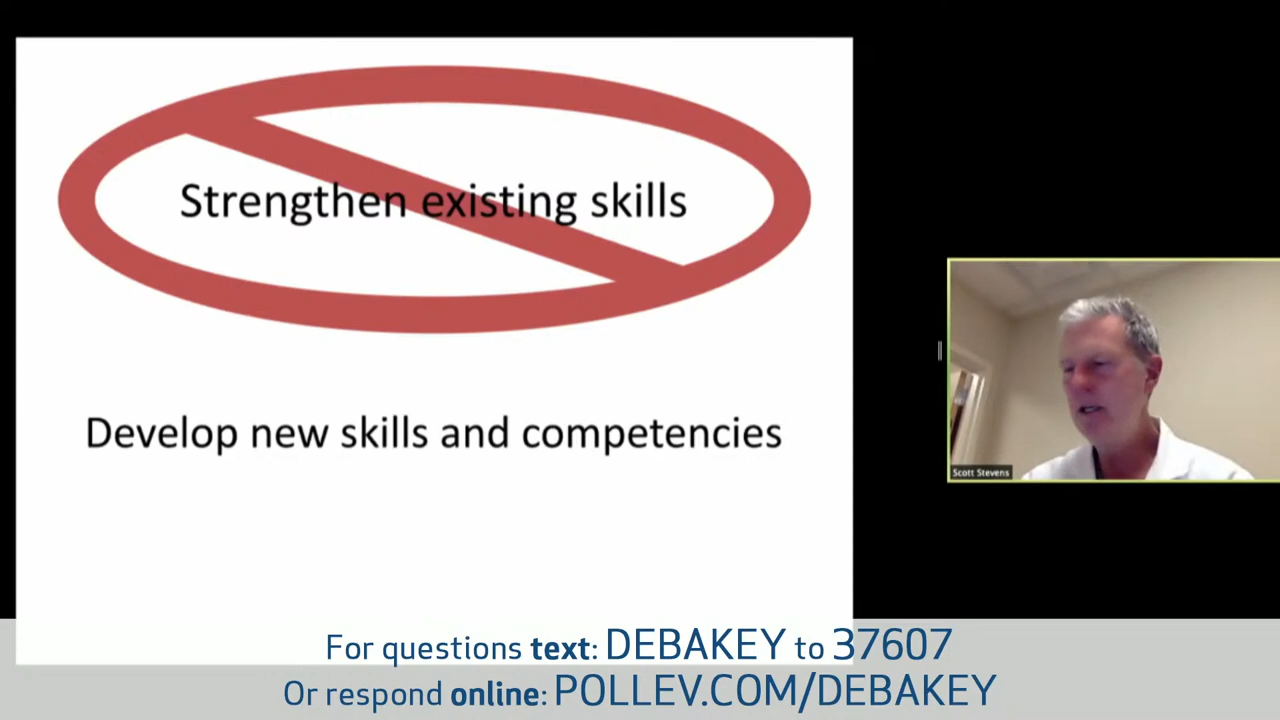 Strengthen existing skills
Develop new skills and competencies
Scott Stevens
For questions text: DEBAKEY to 37607
Or respond online: POLLEV.COM/DEBAKEY